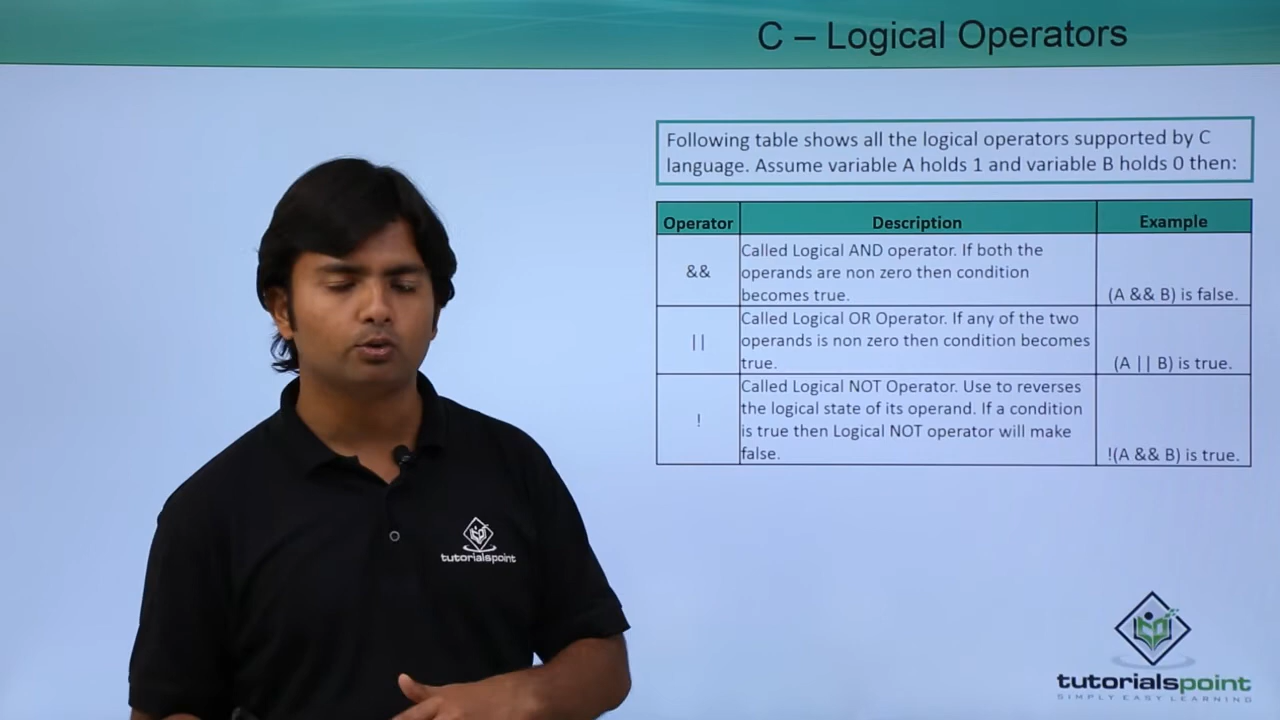 C – Logical Operators
Following table shows all the logical operators supported by C
language. Assume variable A holds 1 and variable B holds 0 then:
Operator Description Example
&& Called Logical AND operator. If both the
operands are non zero then condition
becomes true. (A && B) is false.
|| Called Logical OR Operator. If any of the two
operands is non zero then condition becomes
true. (A || B) is true.
! Called Logical NOT Operator. Use to reverses
the logical state of its operand. If a condition
is true then Logical NOT operator will make
false. !(A && B) is true.
tutorialspoint
tutorialspoint
SIMPLY EASY LEARNING